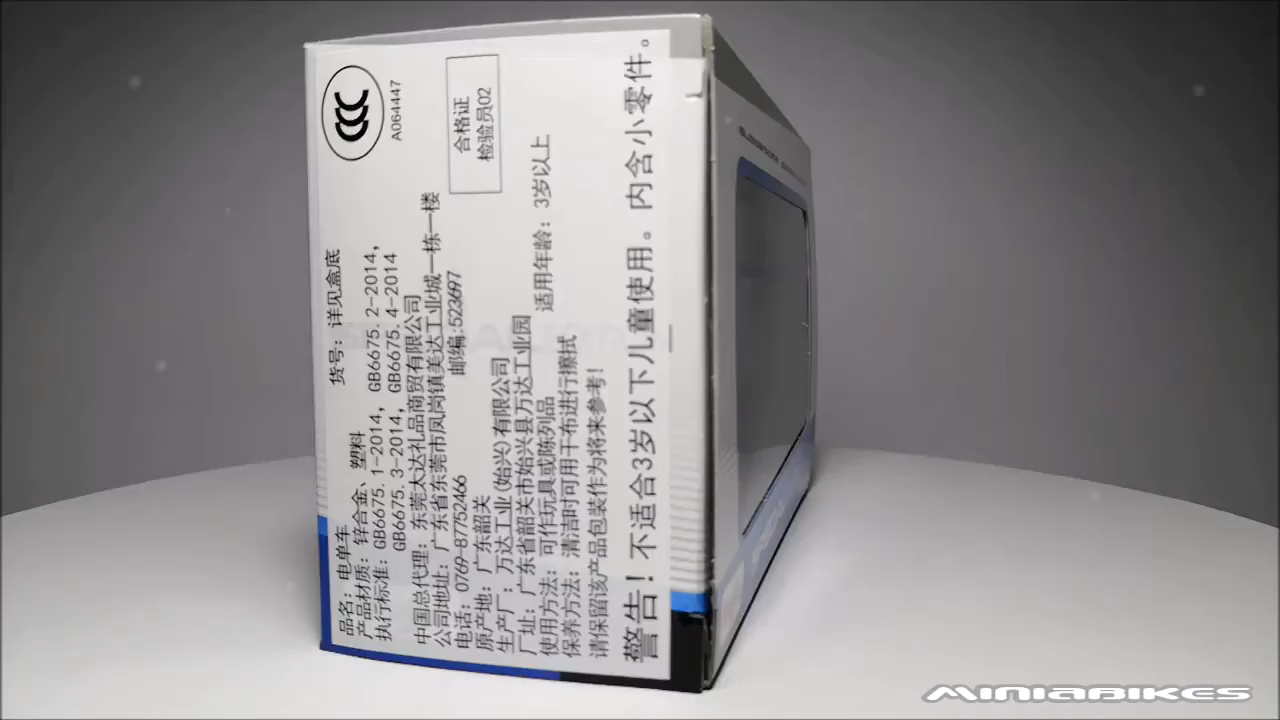 CCC
A064447
合格证
检验员02
货号：详见盒底
品名：电单车
产品材质：锌合金、塑料
执行标准：GB6675.1-2014，GB6675.2-2014，
GB6675.3-2014，GB6675.4-2014
中国总代理：东莞太达礼品商贸有限公司
公司地址：广东省东莞市凤岗镇美达工业城一栋一楼
电话：0769-87752466
邮编:523697
原产地：广东韶关
生产厂：万达工业(始兴)有限公司
厂址：广东省韶关市始兴县万达工业园
使用方法：可作玩具或陈列品
适用年龄：3岁以上
保养方法：清洁时可用干布进行擦拭
请保留该产品包装作为将来参考！
警告！不适合3岁以下儿童使用。内含小零件。
MINIABIKES